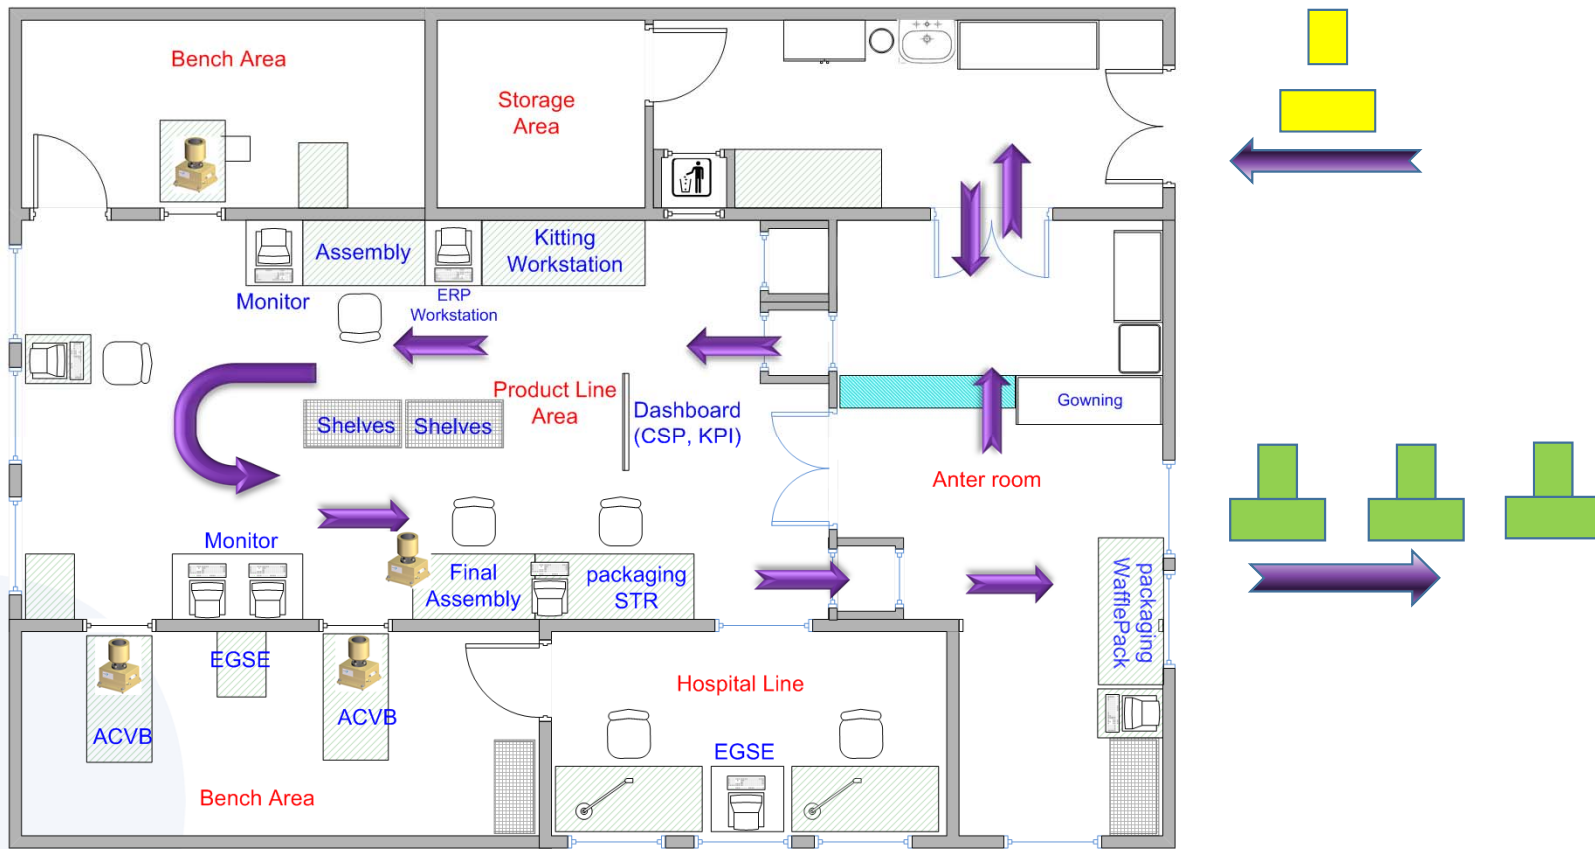 Bench Area
Storage
Area
Assembly
Kitting
Workstation
Monitor
ERP
Workstation
Product Line
Area
Dashboard
(CSP, KPI)
Shelves
Shelves
Gowning
Anter room
Monitor
Final
Assembly
packaging
STR
packaging
WafflePack
EGSE
ACVB
ACVB
Hospital Line
EGSE
Bench Area